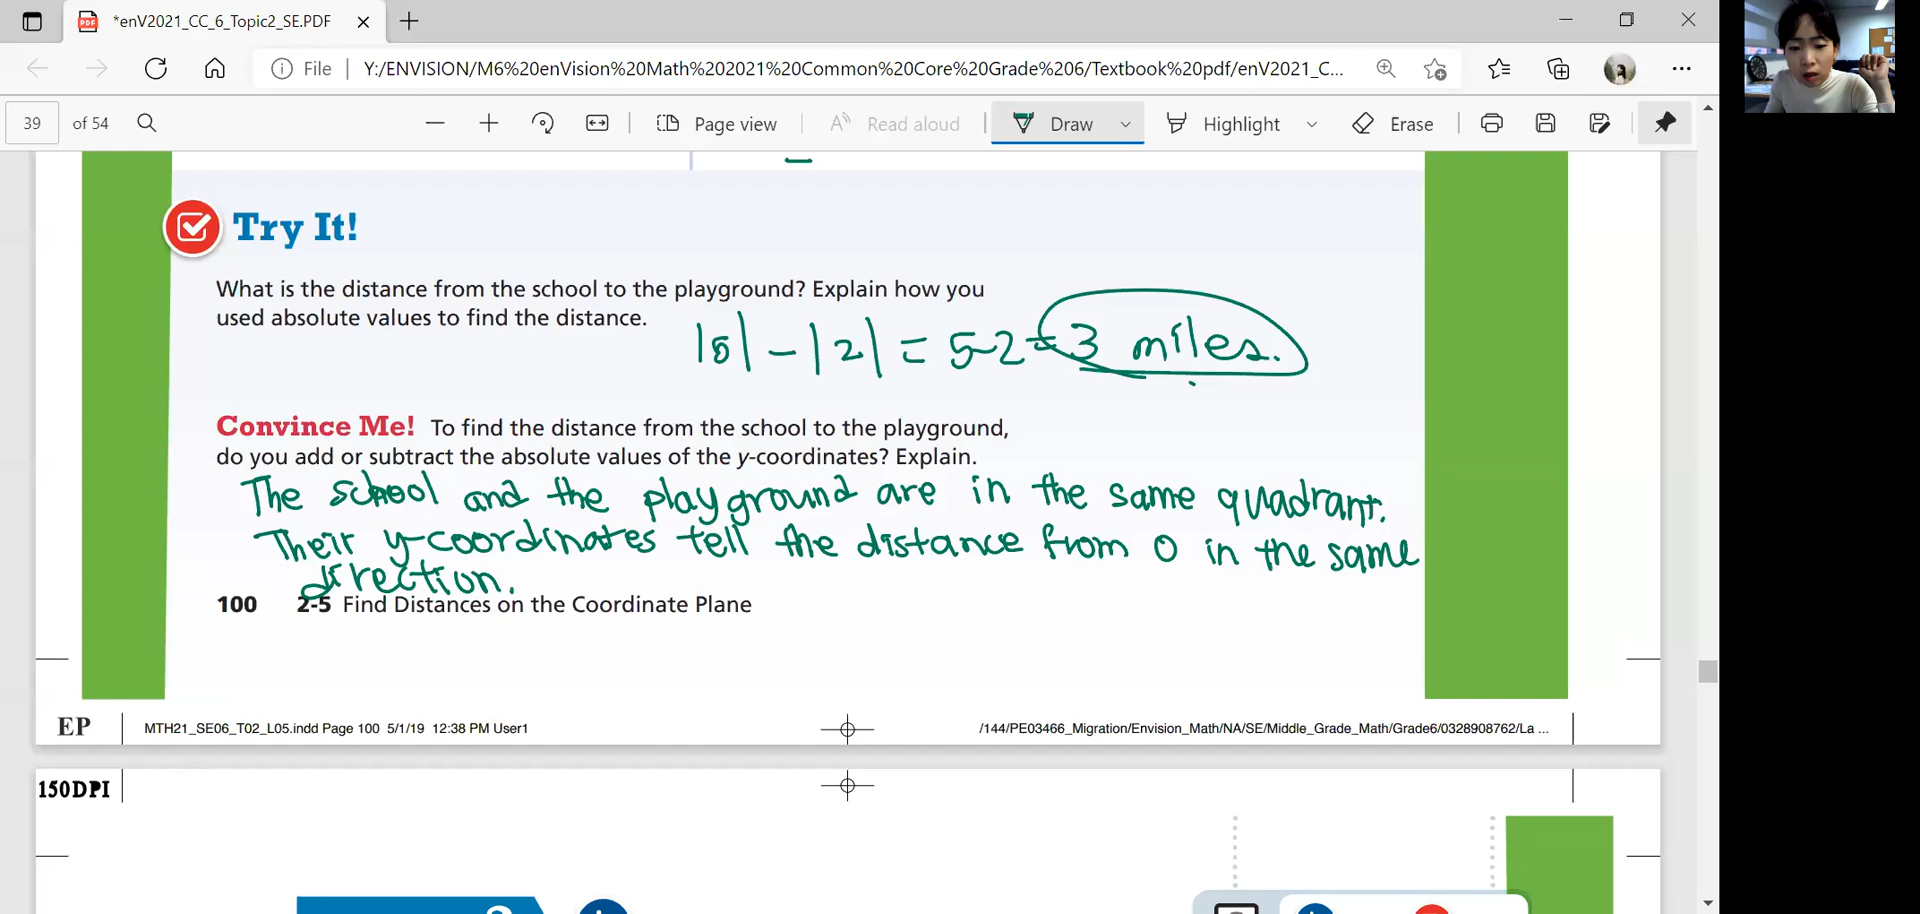 *enV2021_CC_6_Topic2_SE.PDF
File
Y:/ENVISION/M6%20enVision%20Math%202021%20Common%20Core%20Grade%206/Textbook%20pdf/enV2021_C...
39 of 54
Page view
Read aloud
Draw
Highlight
Erase
Try It!
What is the distance from the school to the playground? Explain how you
used absolute values to find the distance.
|5| - |2| = 5-2 = 3 miles.
Convince Me! To find the distance from the school to the playground,
do you add or subtract the absolute values of the y-coordinates? Explain.
The school and the playground are in the same quadrant.
Their y-coordinates tell the distance from 0 in the same
direction.
100 2-5 Find Distances on the Coordinate Plane
EP
MTH21_SE06_T02_L05.indd Page 100 5/1/19 12:38 PM User1
/144/PE03466_Migration/Envision_Math/NA/SE/Middle_Grade_Math/Grade6/0328908762/La ...
150DPI